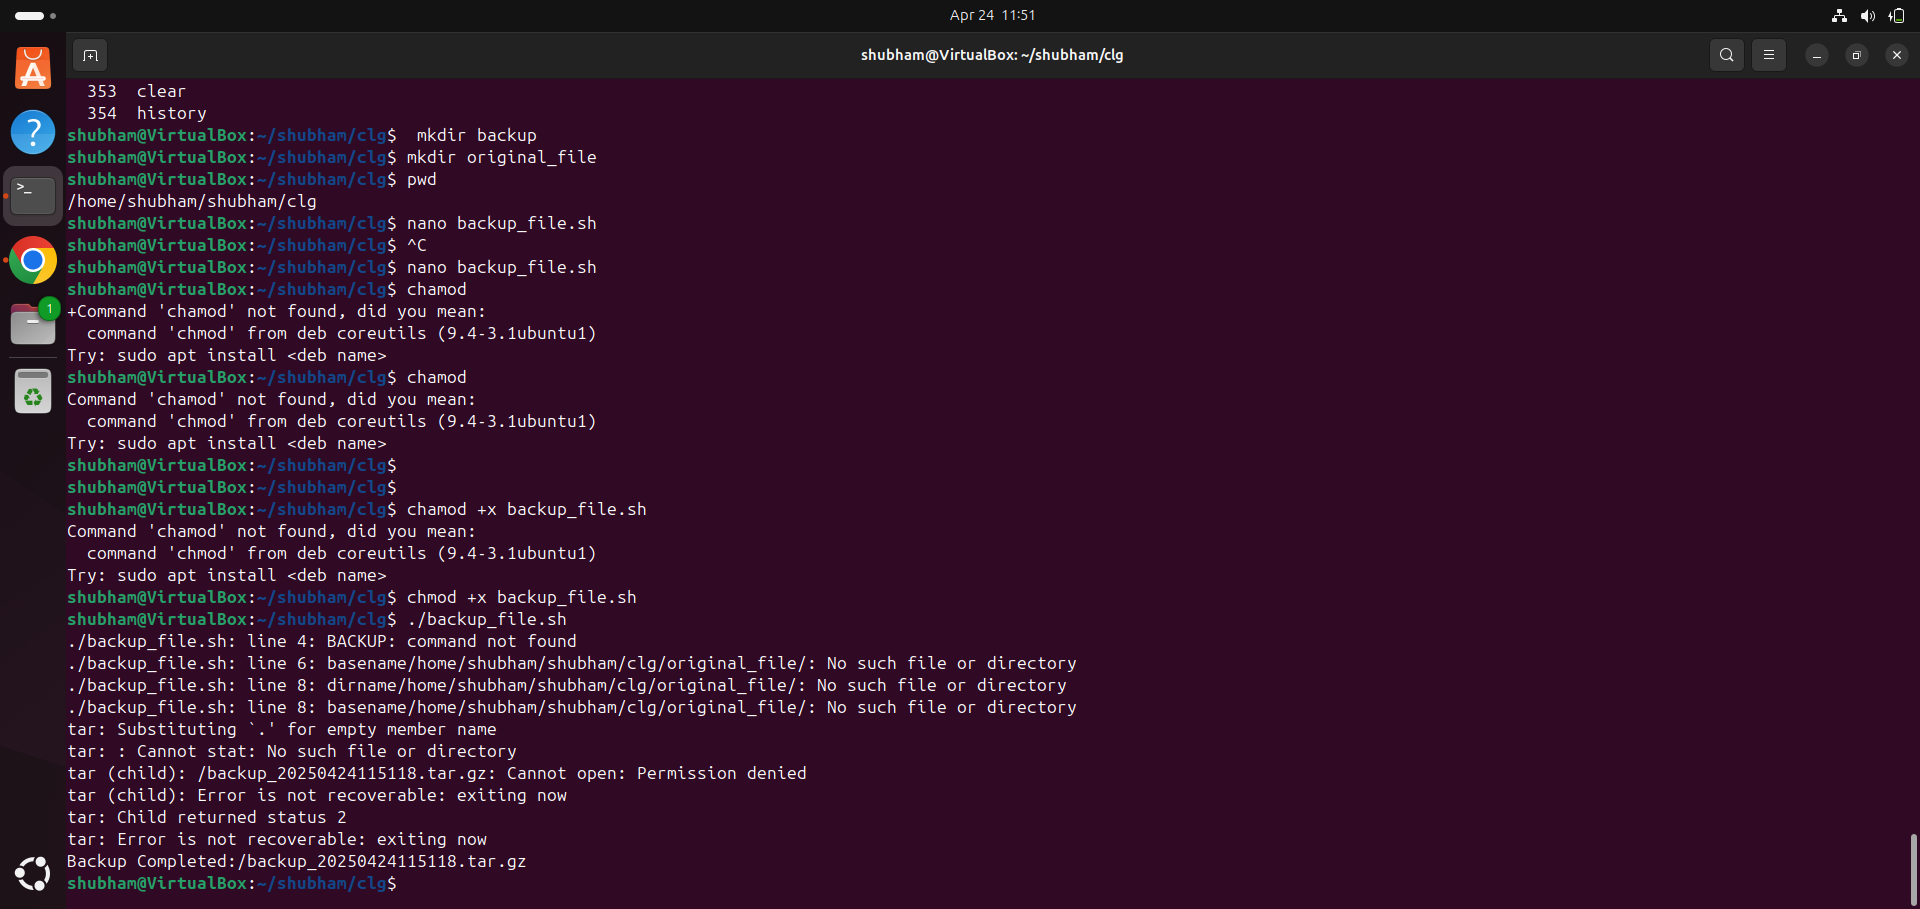 Apr 24 11:51
shubham@VirtualBox: ~/shubham/clg
353 clear
354 history
shubham@VirtualBox:~/shubham/clg$  mkdir backup
shubham@VirtualBox:~/shubham/clg$ mkdir original_file
shubham@VirtualBox:~/shubham/clg$ pwd
/home/shubham/shubham/clg
shubham@VirtualBox:~/shubham/clg$ nano backup_file.sh
shubham@VirtualBox:~/shubham/clg$ ^C
shubham@VirtualBox:~/shubham/clg$ nano backup_file.sh
shubham@VirtualBox:~/shubham/clg$ chamod
+Command 'chamod' not found, did you mean:
  command 'chmod' from deb coreutils (9.4-3.1ubuntu1)
Try: sudo apt install <deb name>
shubham@VirtualBox:~/shubham/clg$ chamod
Command 'chamod' not found, did you mean:
  command 'chmod' from deb coreutils (9.4-3.1ubuntu1)
Try: sudo apt install <deb name>
shubham@VirtualBox:~/shubham/clg$
shubham@VirtualBox:~/shubham/clg$
shubham@VirtualBox:~/shubham/clg$ chamod +x backup_file.sh
Command 'chamod' not found, did you mean:
  command 'chmod' from deb coreutils (9.4-3.1ubuntu1)
Try: sudo apt install <deb name>
shubham@VirtualBox:~/shubham/clg$ chmod +x backup_file.sh
shubham@VirtualBox:~/shubham/clg$ ./backup_file.sh
./backup_file.sh: line 4: BACKUP: command not found
./backup_file.sh: line 6: basename/home/shubham/shubham/clg/original_file/: No such file or directory
./backup_file.sh: line 8: dirname/home/shubham/shubham/clg/original_file/: No such file or directory
./backup_file.sh: line 8: basename/home/shubham/shubham/clg/original_file/: No such file or directory
tar: Substituting `.' for empty member name
tar: : Cannot stat: No such file or directory
tar (child): /backup_20250424115118.tar.gz: Cannot open: Permission denied
tar (child): Error is not recoverable: exiting now
tar: Child returned status 2
tar: Error is not recoverable: exiting now
Backup Completed:/backup_20250424115118.tar.gz
shubham@VirtualBox:~/shubham/clg$
?
>_
1